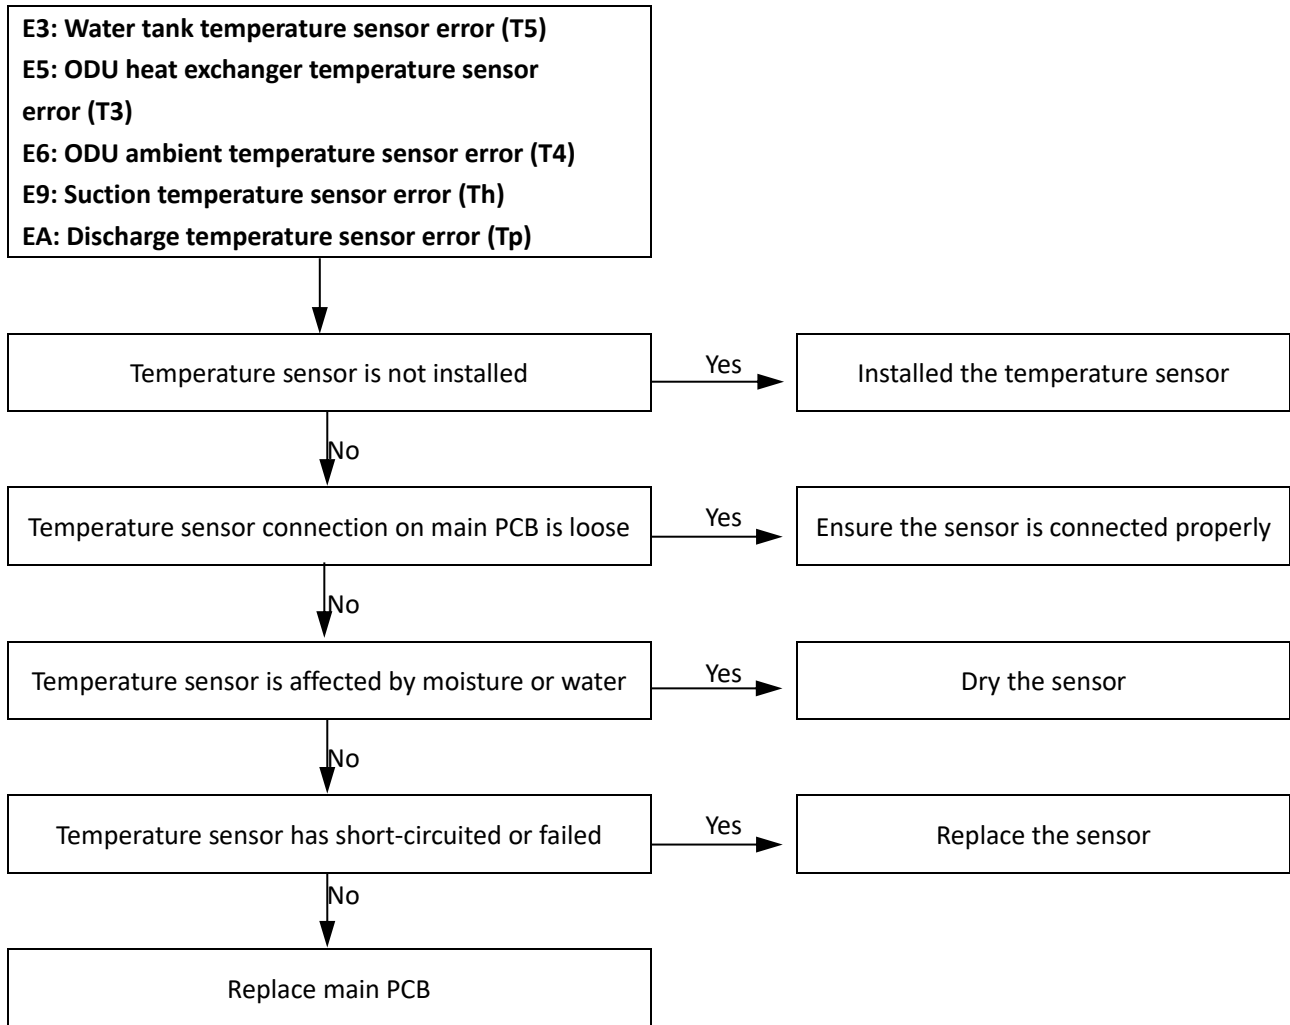 E3: Water tank temperature sensor error (T5)
E5: ODU heat exchanger temperature sensor
error (T3)
E6: ODU ambient temperature sensor error (T4)
E9: Suction temperature sensor error (Th)
EA: Discharge temperature sensor error (Tp)
Temperature sensor is not installed
Yes
Installed the temperature sensor
No
Temperature sensor connection on main PCB is loose
Yes
Ensure the sensor is connected properly
No
Temperature sensor is affected by moisture or water
Yes
Dry the sensor
No
Temperature sensor has short-circuited or failed
Yes
Replace the sensor
No
Replace main PCB